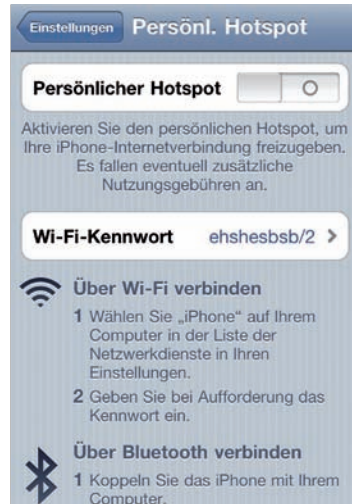 Einstellungen Persönl. Hotspot
Persönlicher Hotspot
Aktivieren Sie den persönlichen Hotspot, um
Ihre iPhone-Internetverbindung freizugeben.
Es fallen eventuell zusätzliche
Nutzungsgebühren an.
Wi-Fi-Kennwort ehshesbsb/2
Über Wi-Fi verbinden
1 Wählen Sie „iPhone" auf Ihrem
Computer in der Liste der
Netzwerkdienste in Ihren
Einstellungen.
2 Geben Sie bei Aufforderung das
Kennwort ein.
Über Bluetooth verbinden
1 Koppeln Sie das iPhone mit Ihrem
Computer.